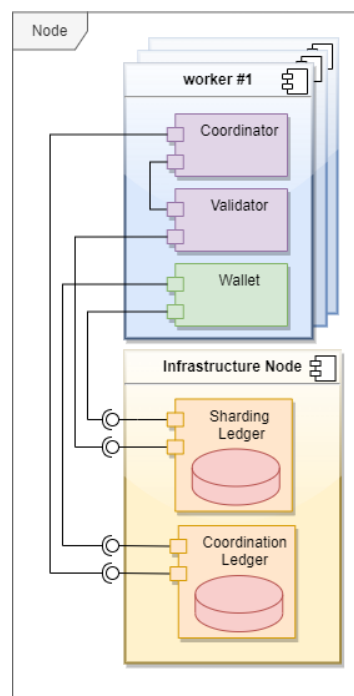 Node
worker #1
Coordinator
Validator
Wallet
Infrastructure Node
Sharding
Ledger
Coordination
Ledger